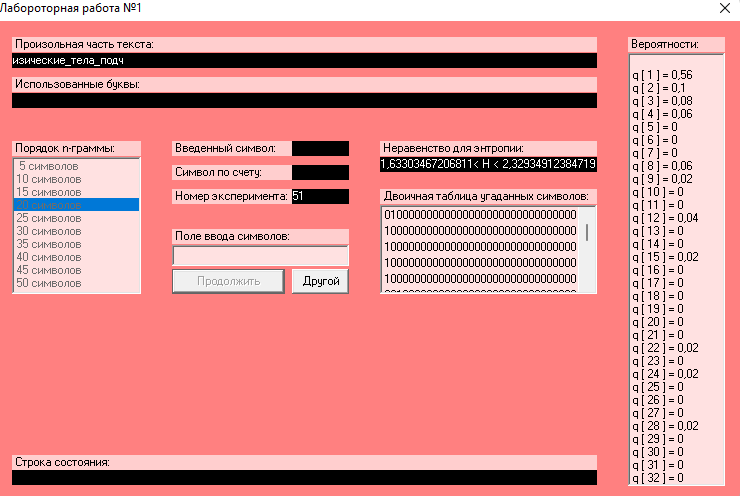 Лабороторная работа №1
Произольная часть текста:
изические_тела_подч
Использованные буквы:
Порядок n-граммы:
5 символов
10 символов
15 символов
20 символов
25 символов
30 символов
35 символов
40 символов
45 символов
50 символов
Введенный символ:
Символ по счету:
Номер эксперимента: 51
Поле ввода символов:
Продолжить
Другой
Неравенство для энтропии:
1,63303467206811< H < 2,32934912384719
Двоичная таблица угаданных символов:
01000000000000000000000000000000
10000000000000000000000000000000
10000000000000000000000000000000
10000000000000000000000000000000
10000000000000000000000000000000
Вероятности:
q [ 1 ] = 0,56
q [ 2 ] = 0,1
q [ 3 ] = 0,08
q [ 4 ] = 0,06
q [ 5 ] = 0
q [ 6 ] = 0
q [ 7 ] = 0
q [ 8 ] = 0,06
q [ 9 ] = 0,02
q [ 10 ] = 0
q [ 11 ] = 0
q [ 12 ] = 0,04
q [ 13 ] = 0
q [ 14 ] = 0
q [ 15 ] = 0,02
q [ 16 ] = 0
q [ 17 ] = 0
q [ 18 ] = 0
q [ 19 ] = 0
q [ 20 ] = 0
q [ 21 ] = 0
q [ 22 ] = 0,02
q [ 23 ] = 0
q [ 24 ] = 0,02
q [ 25 ] = 0
q [ 26 ] = 0
q [ 27 ] = 0
q [ 28 ] = 0,02
q [ 29 ] = 0
q [ 30 ] = 0
q [ 31 ] = 0
q [ 32 ] = 0
Строка состояния: